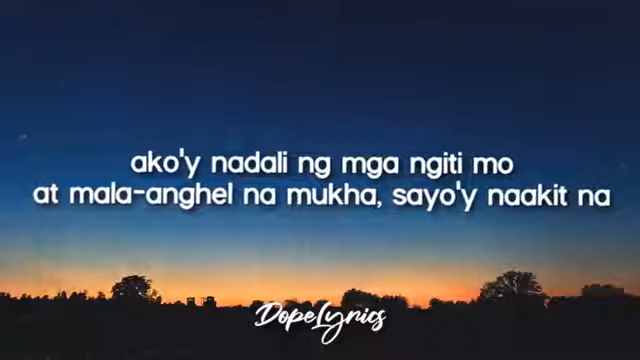 ako'y nadali ng mga ngiti mo
at mala-anghel na mukha, sayo'y naakit na
DopeLyrics